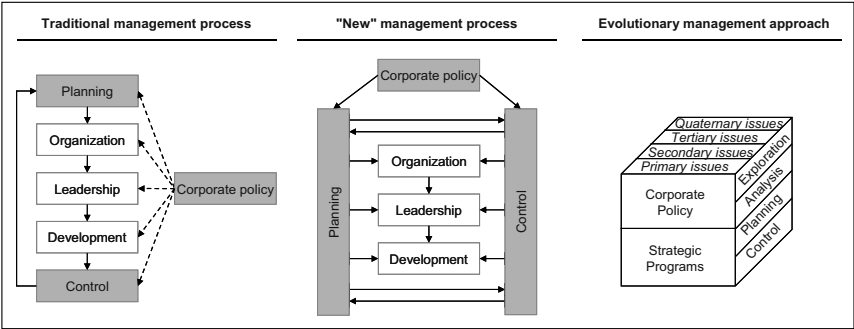 Traditional management process
Planning
Organization
Leadership
Development
Control
Corporate policy
"New" management process
Corporate policy
Planning
Organization
Leadership
Development
Control
Evolutionary management approach
Quaternary issues
Tertiary issues
Secondary issues
Primary issues
Corporate
Policy
Strategic
Programs
Exploration
Analysis
Planning
Control